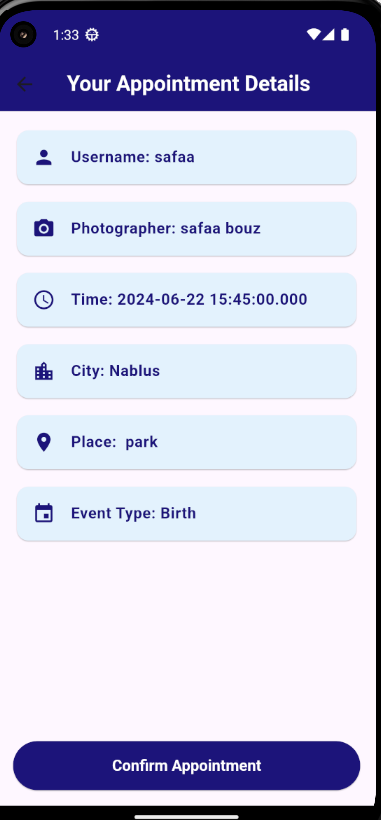 1:33
Your Appointment Details
Username: safaa
Photographer: safaa bouz
Time: 2024-06-22 15:45:00.000
City: Nablus
Place:  park
Event Type: Birth
Confirm Appointment